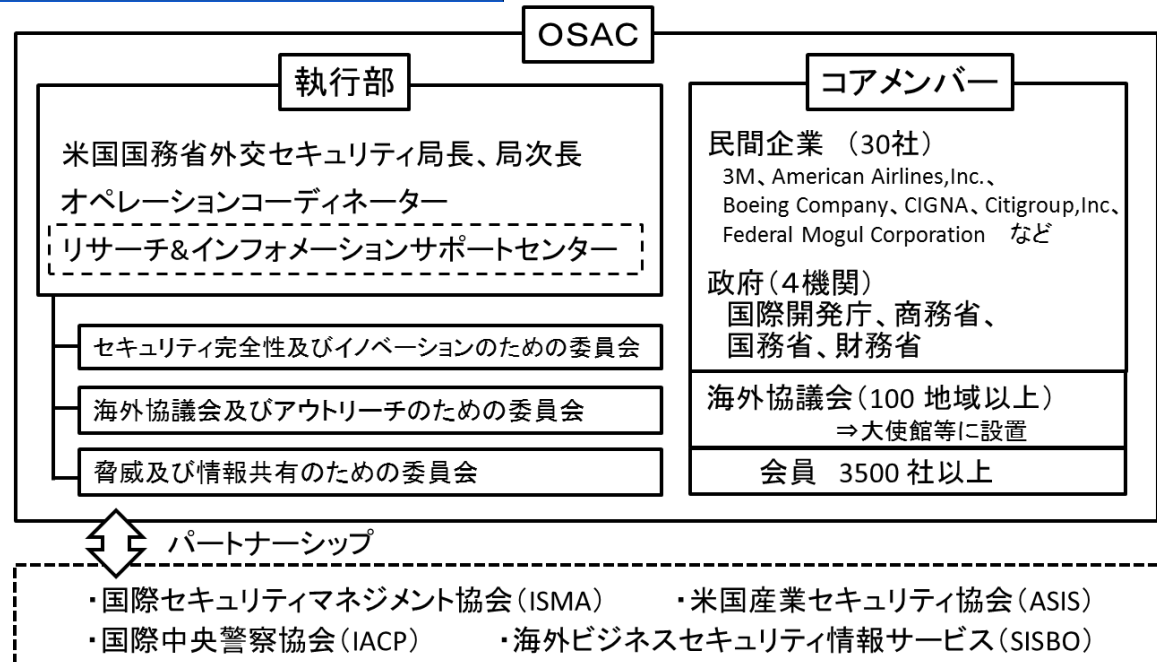 OSAC
執行部
米国国務省外交セキュリティ局長、局次長
オペレーションコーディネーター
リサーチ&インフォメーションサポートセンター
セキュリティ完全性及びイノベーションのための委員会
海外協議会及びアウトリーチのための委員会
脅威及び情報共有のための委員会
コアメンバー
民間企業 （30社）
3M、American Airlines,Inc.、
Boeing Company、CIGNA、Citigroup,Inc、
Federal Mogul Corporation など
政府（４機関）
国際開発庁、商務省、
国務省、財務省
海外協議会（100 地域以上）
⇒大使館等に設置
会員 3500 社以上
パートナーシップ
・国際セキュリティマネジメント協会（ISMA） ・米国産業セキュリティ協会（ASIS）
・国際中央警察協会（IACP） ・海外ビジネスセキュリティ情報サービス（SISBO）